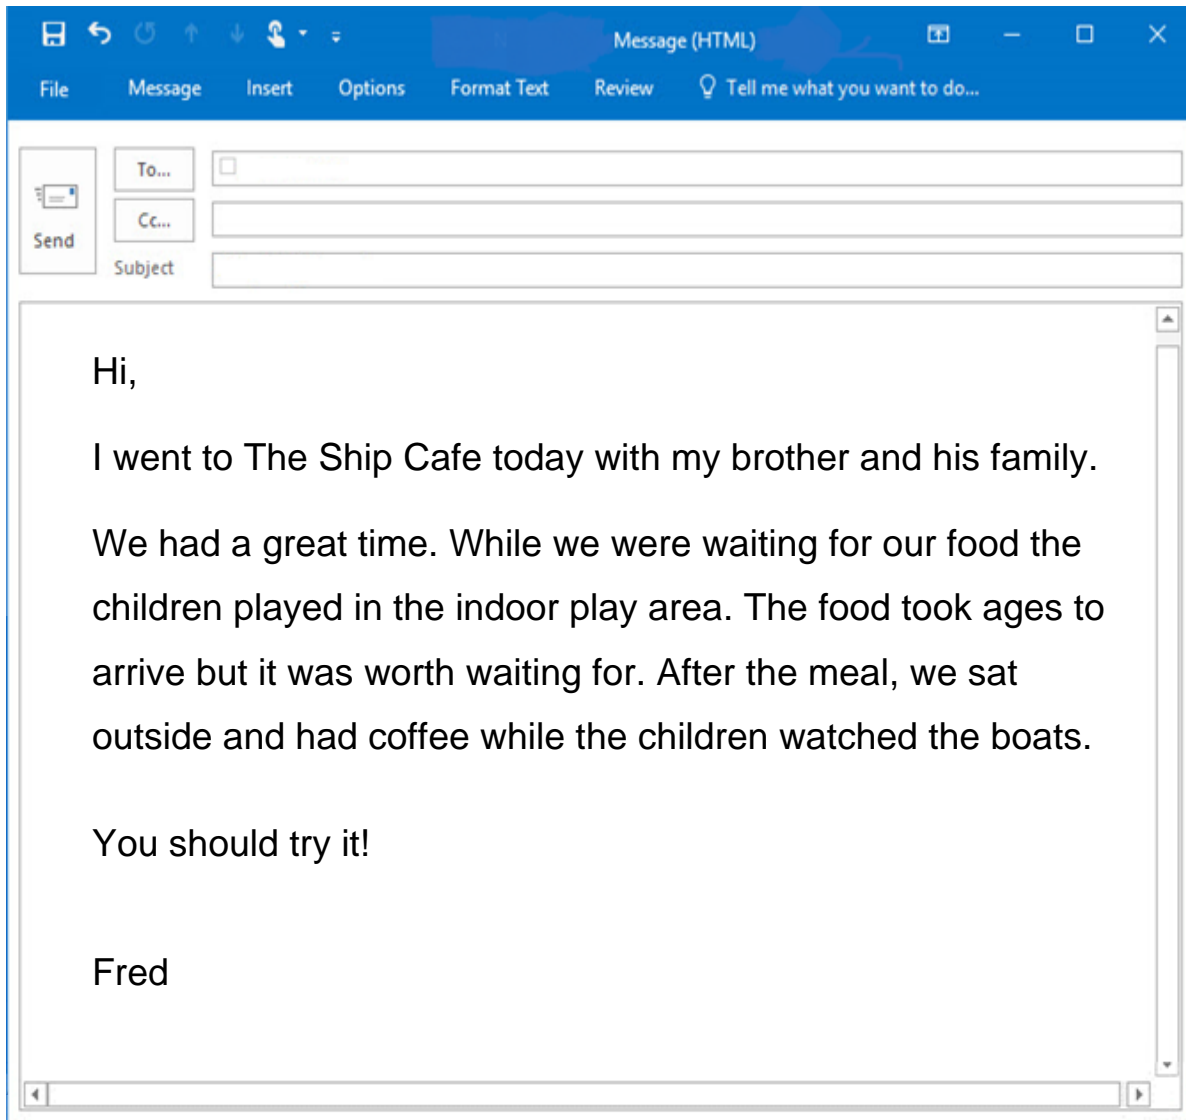 Message (HTML)
File Message Insert Options Format Text Review Tell me what you want to do...
To...
Cc...
Send
Subject
Hi,
I went to The Ship Cafe today with my brother and his family.
We had a great time. While we were waiting for our food the
children played in the indoor play area. The food took ages to
arrive but it was worth waiting for. After the meal, we sat
outside and had coffee while the children watched the boats.
You should try it!
Fred